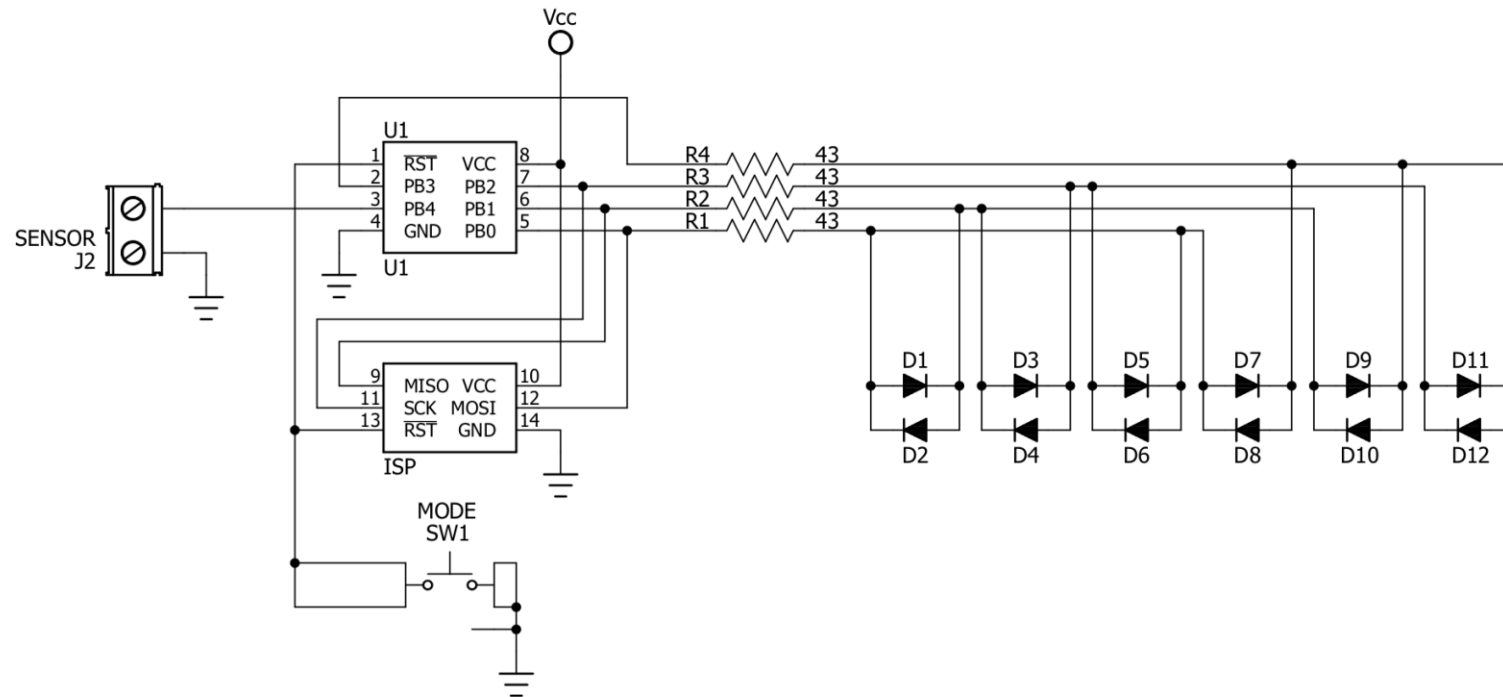 Vcc
U1
1 RST VCC 8
2 PB3 PB2 7
3 PB4 PB1 6
4 GND PB0 5
U1
SENSOR
J2
R4 43
R3 43
R2 43
R1 43
9 MISO VCC 10
11 SCK MOSI 12
13 RST GND 14
ISP
MODE
SW1
D1 D3 D5 D7 D9 D11
D2 D4 D6 D8 D10 D12